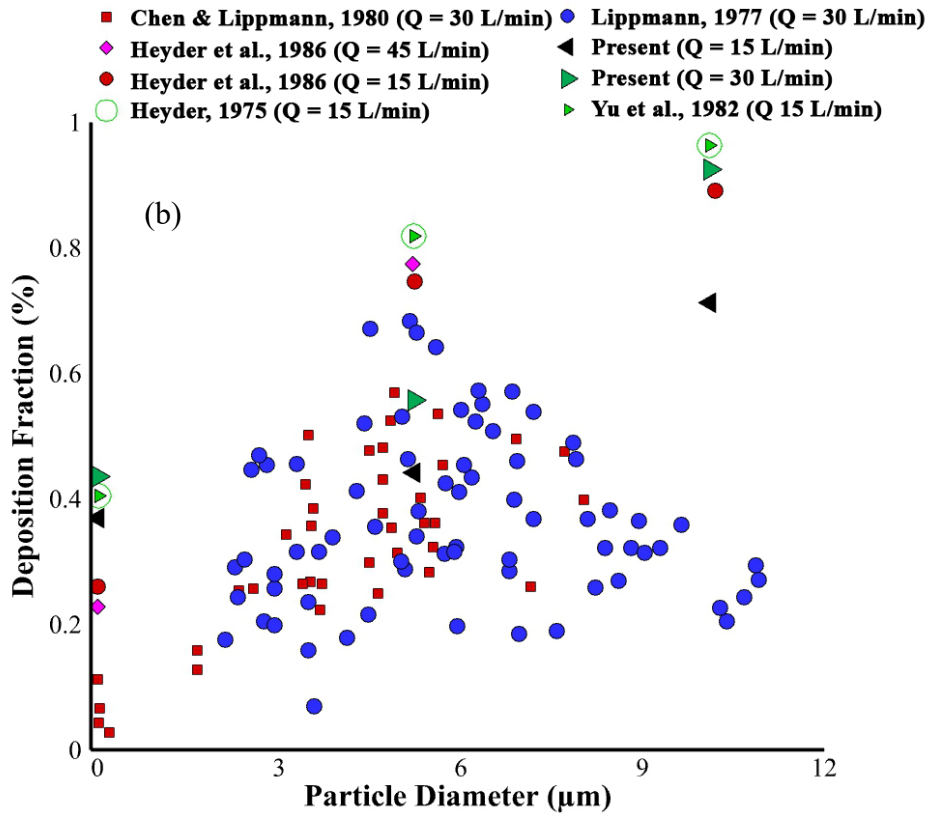 Chen & Lippmann, 1980 (Q = 30 L/min)
Heyder et al., 1986 (Q = 45 L/min)
Heyder et al., 1986 (Q = 15 L/min)
Heyder, 1975 (Q = 15 L/min)
Lippmann, 1977 (Q = 30 L/min)
Present (Q = 15 L/min)
Present (Q = 30 L/min)
Yu et al., 1982 (Q 15 L/min)
(b)
Deposition Fraction (%)
1
0.8
0.6
0.4
0.2
0
0 3 6 9 12
Particle Diameter (µm)